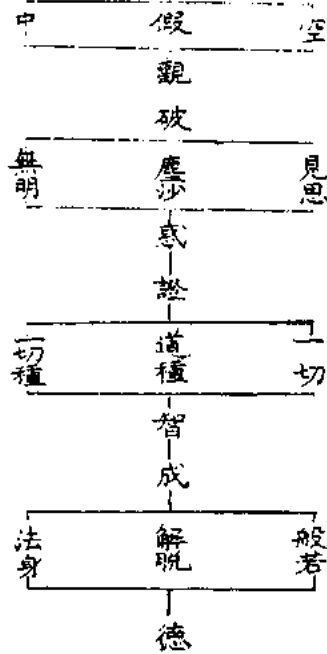 空 假 中
觀
破
見思 塵沙 無明
惑
證
一切 道種 一切種
智
成
般若 解脫 法身
德